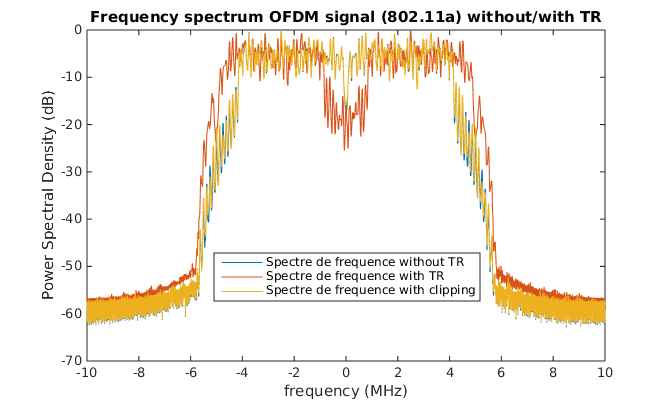 Frequency spectrum OFDM signal (802.11a) without/with TR
Power Spectral Density (dB)
0
-10
-20
-30
-40
-50
-60
-70
Spectre de frequence without TR
Spectre de frequence with TR
Spectre de frequence with clipping
-10 -8 -6 -4 -2 0 2 4 6 8 10
frequency (MHz)